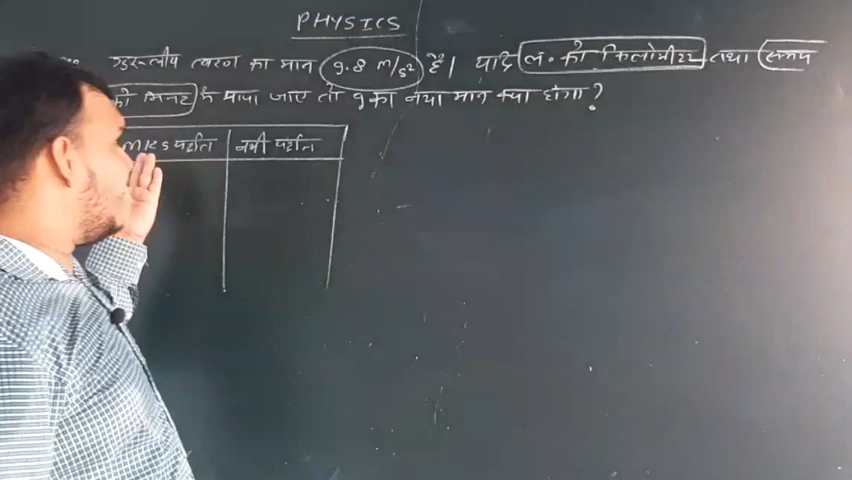 PHYSICS
गुरूत्वीय त्वरण का मान 9.8 m/s² है। यदि लं० को किलोमीटर तथा समय
को मिनट में मापा जाए तो g का नया मान क्या होगा?
MKS पद्धति नयी पद्धति